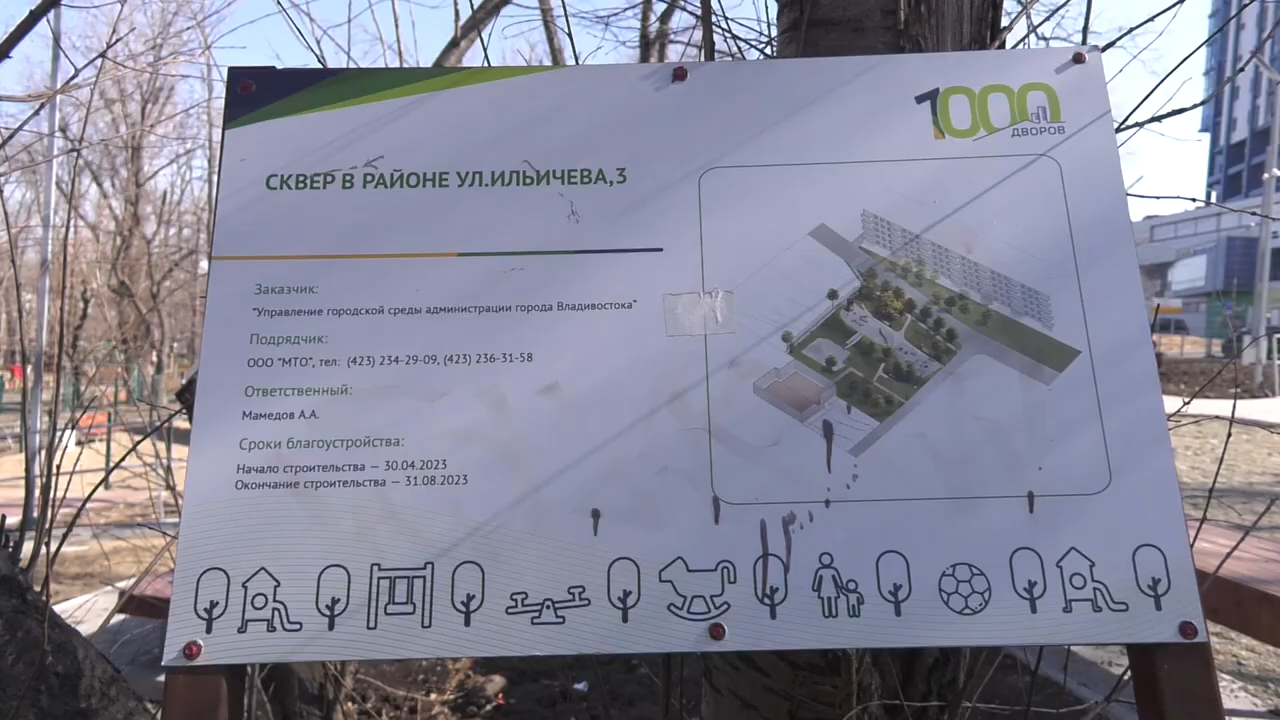 1000
ДВОРОВ
СКВЕР В РАЙОНЕ УЛ.ИЛЬИЧЕВА,3
Заказчик:
"Управление городской среды администрации города Владивостока"
Подрядчик:
ООО "МТО", тел: (423) 234-29-09, (423) 236-31-58
Ответственный:
Мамедов А.А.
Сроки благоустройства:
Начало строительства — 30.04.2023
Окончание строительства — 31.08.2023